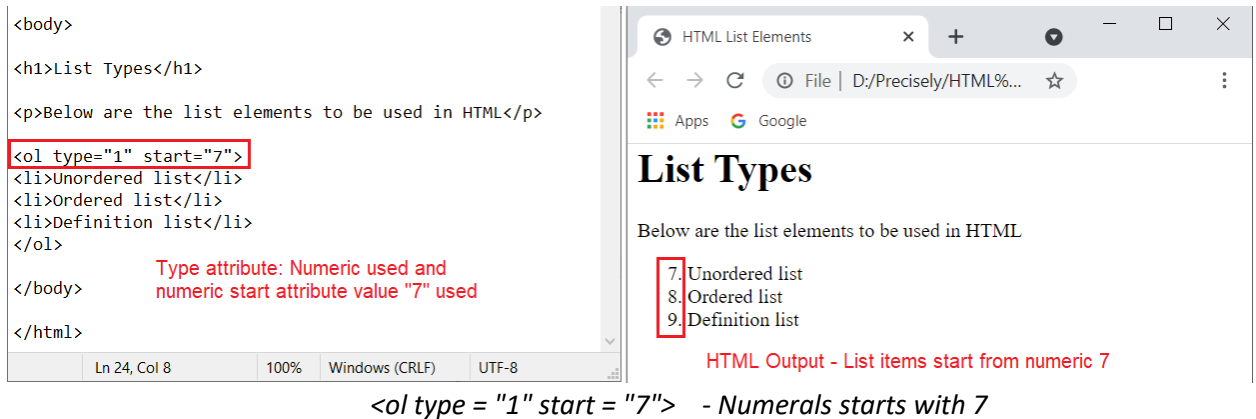 <body>
<h1>List Types</h1>
<p>Below are the list elements to be used in HTML</p>
<ol type="1" start="7">
<li>Unordered list</li>
<li>Ordered list</li>
<li>Definition list</li>
</ol>
Type attribute: Numeric used and
numeric start attribute value "7" used
</body>
</html>
Ln 24, Col 8 100% Windows (CRLF) UTF-8
HTML List Elements
File | D:/Precisely/HTML%...
Apps G Google
List Types
Below are the list elements to be used in HTML
7. Unordered list
8. Ordered list
9. Definition list
HTML Output - List items start from numeric 7
<ol type = "1" start = "7"> - Numerals starts with 7